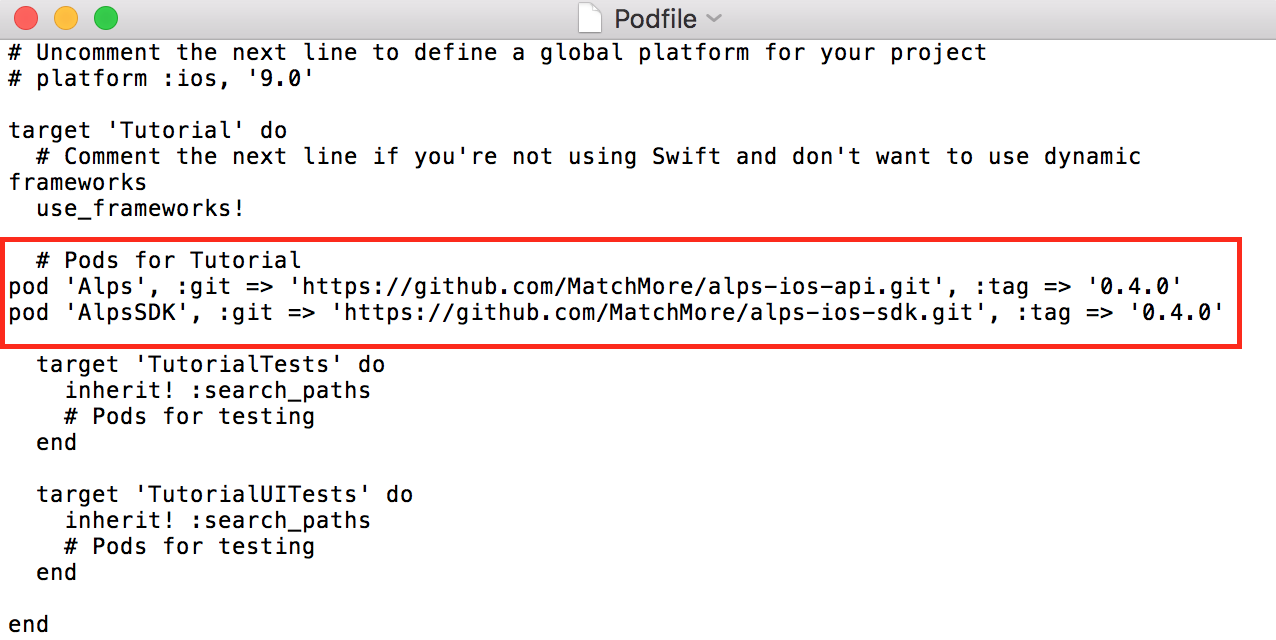 Podfile
# Uncomment the next line to define a global platform for your project
# platform :ios, '9.0'
target 'Tutorial' do
# Comment the next line if you're not using Swift and don't want to use dynamic
frameworks
use_frameworks!
# Pods for Tutorial
pod 'Alps', :git => 'https://github.com/MatchMore/alps-ios-api.git', :tag => '0.4.0'
pod 'AlpsSDK', :git => 'https://github.com/MatchMore/alps-ios-sdk.git', :tag => '0.4.0'
target 'TutorialTests' do
inherit! :search_paths
# Pods for testing
end
target 'TutorialUITests' do
inherit! :search_paths
# Pods for testing
end
end